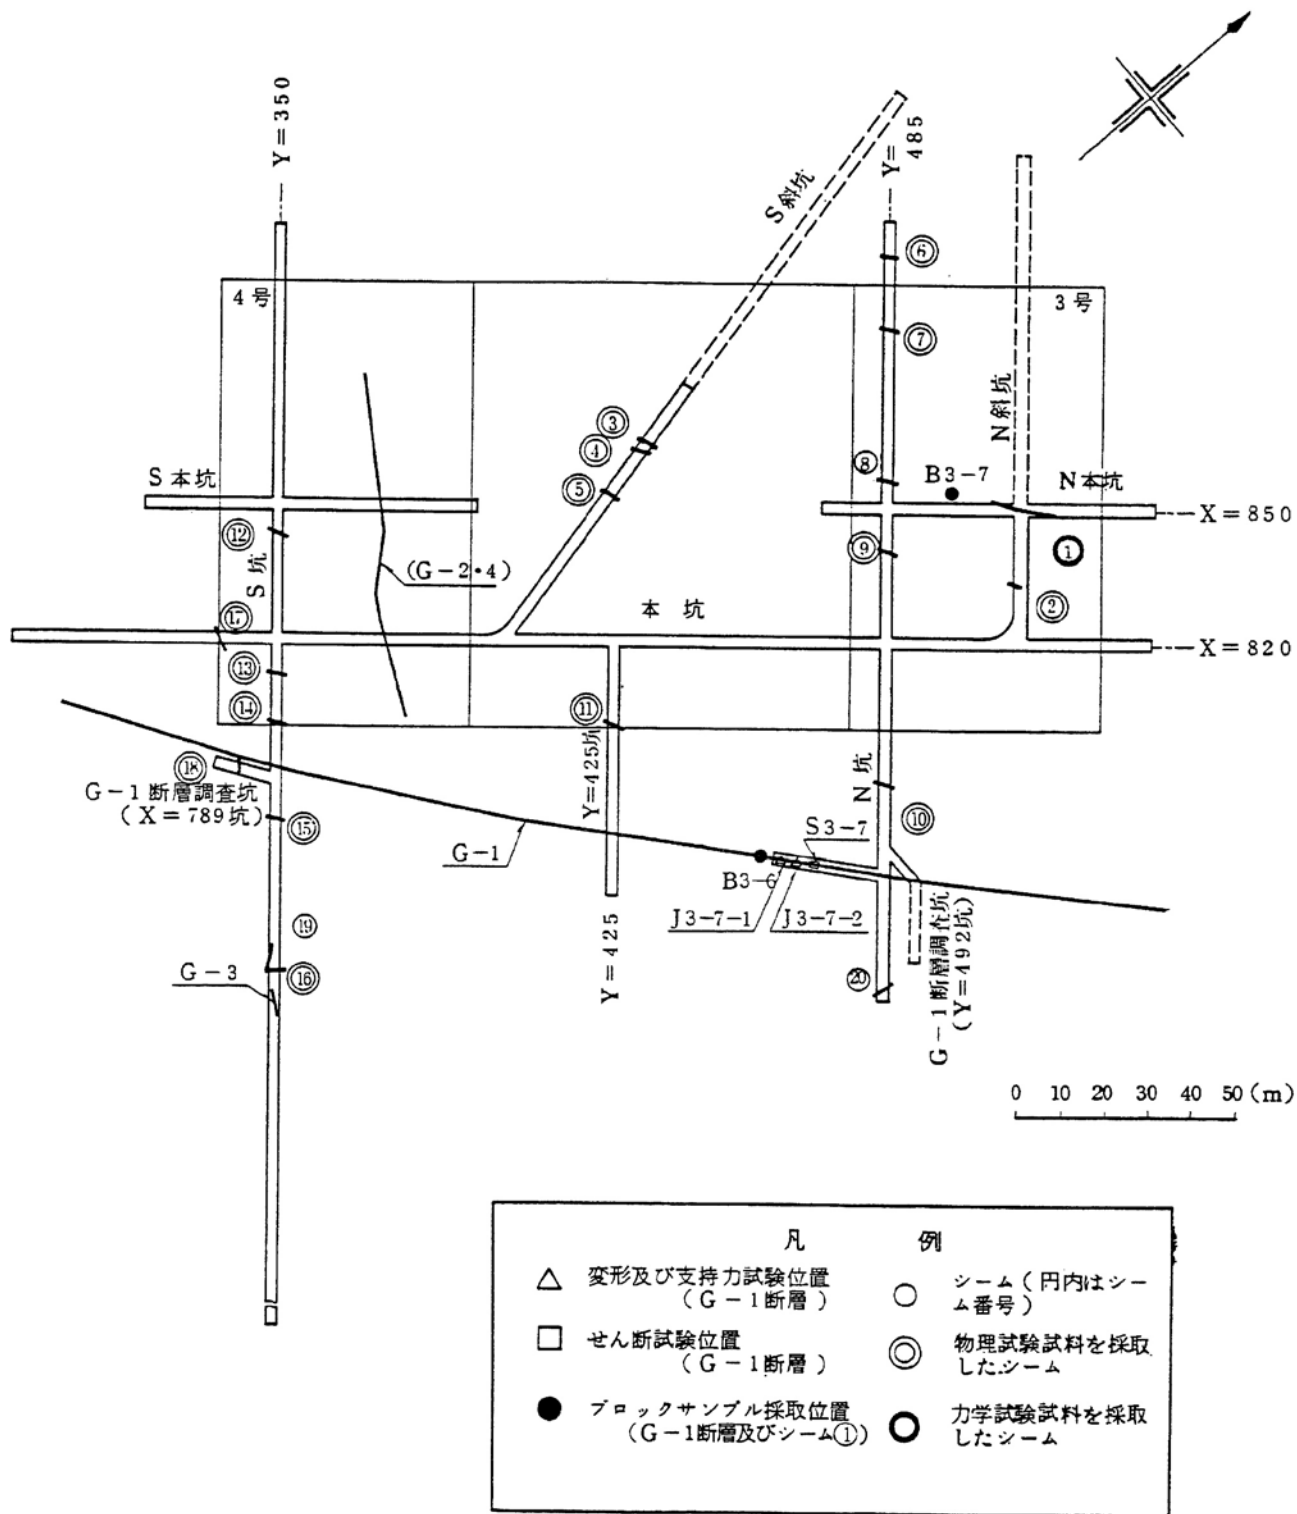 Y=350
S斜坑
Y=
485
⑥
4号
3号
⑦
③
④
N斜坑
⑤
⑧
B3-7
S本坑
N本坑
X=850
⑫
⑨
①
S坑
(G-2•4)
②
⑰
本坑
X=820
⑬
⑭
⑪
Y=425坑
N坑
⑱
G-1断層調査坑
(X=789坑)
⑮
⑩
S3-7
G-1
B3-6
J3-7-1
J3-7-2
⑲
G-3
⑯
Y=425
⑳
G-1断層調査坑
(Y=492坑)
0 10 20 30 40 50(m)
凡例
変形及び支持力試験位置
(G-1断層)
シーム(円内はシー
ム番号)
せん断試験位置
(G-1断層)
物理試験試料を採取
したシーム
ブロックサンプル採取位置
(G-1断層及びシーム①)
力学試験試料を採取
したシーム